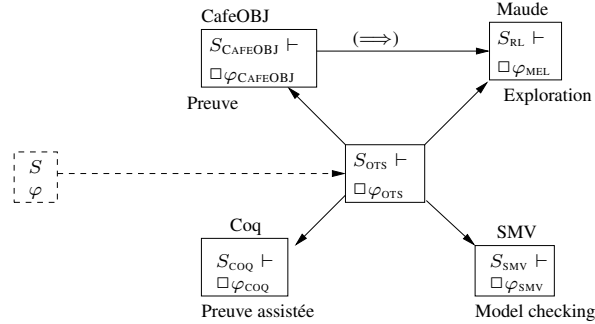 CafeOBJ
Maude
S_CAFEOBJ ⊢
□φ_CAFEOBJ
(⟹)
S_RL ⊢
□φ_MEL
Preuve
Exploration
S
φ
S_OTS ⊢
□φ_OTS
Coq
SMV
S_COQ ⊢
□φ_COQ
S_SMV ⊢
□φ_SMV
Preuve assistée
Model checking